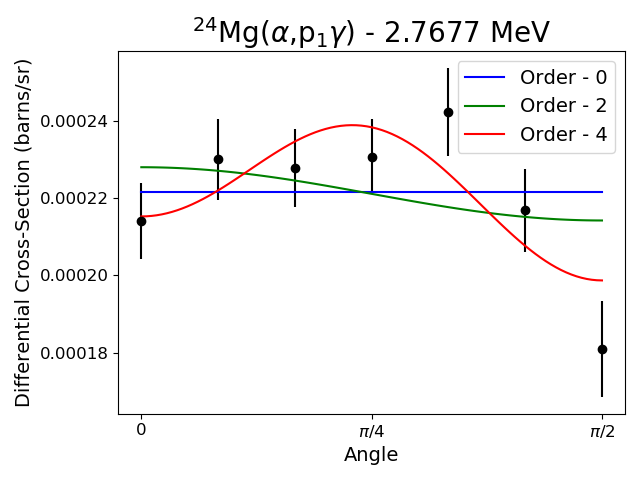 ²⁴Mg(α,p₁γ) - 2.7677 MeV
Order - 0
Order - 2
Order - 4
Differential Cross-Section (barns/sr)
0.00024
0.00022
0.00020
0.00018
0 π/4 π/2
Angle